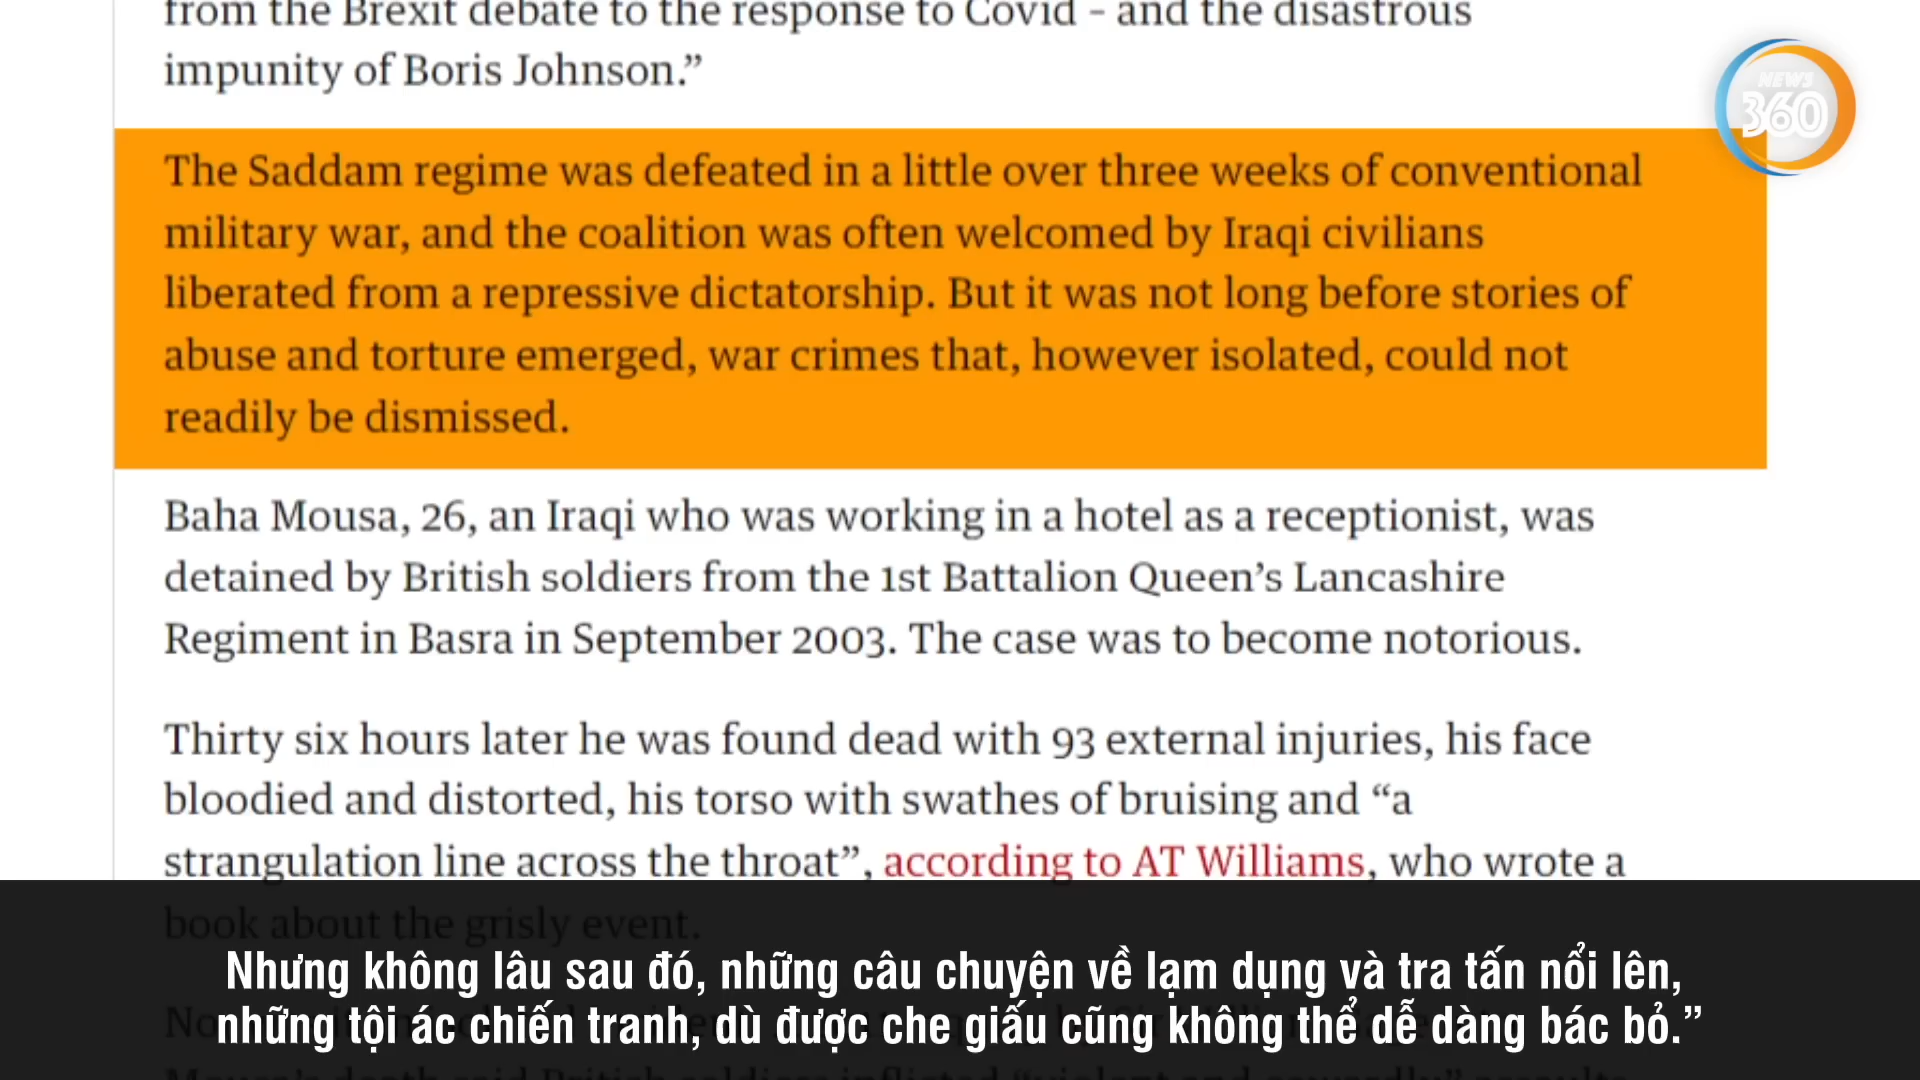 from the Brexit debate to the response to Covid – and the disastrous
impunity of Boris Johnson.”
NEWS
360
The Saddam regime was defeated in a little over three weeks of conventional
military war, and the coalition was often welcomed by Iraqi civilians
liberated from a repressive dictatorship. But it was not long before stories of
abuse and torture emerged, war crimes that, however isolated, could not
readily be dismissed.
Baha Mousa, 26, an Iraqi who was working in a hotel as a receptionist, was
detained by British soldiers from the 1st Battalion Queen’s Lancashire
Regiment in Basra in September 2003. The case was to become notorious.
Thirty six hours later he was found dead with 93 external injuries, his face
bloodied and distorted, his torso with swathes of bruising and “a
strangulation line across the throat”, according to AT Williams, who wrote a
book about the grisly event.
Nhưng không lâu sau đó, những câu chuyện về lạm dụng và tra tấn nổi lên,
những tội ác chiến tranh, dù được che giấu cũng không thể dễ dàng bác bỏ.”